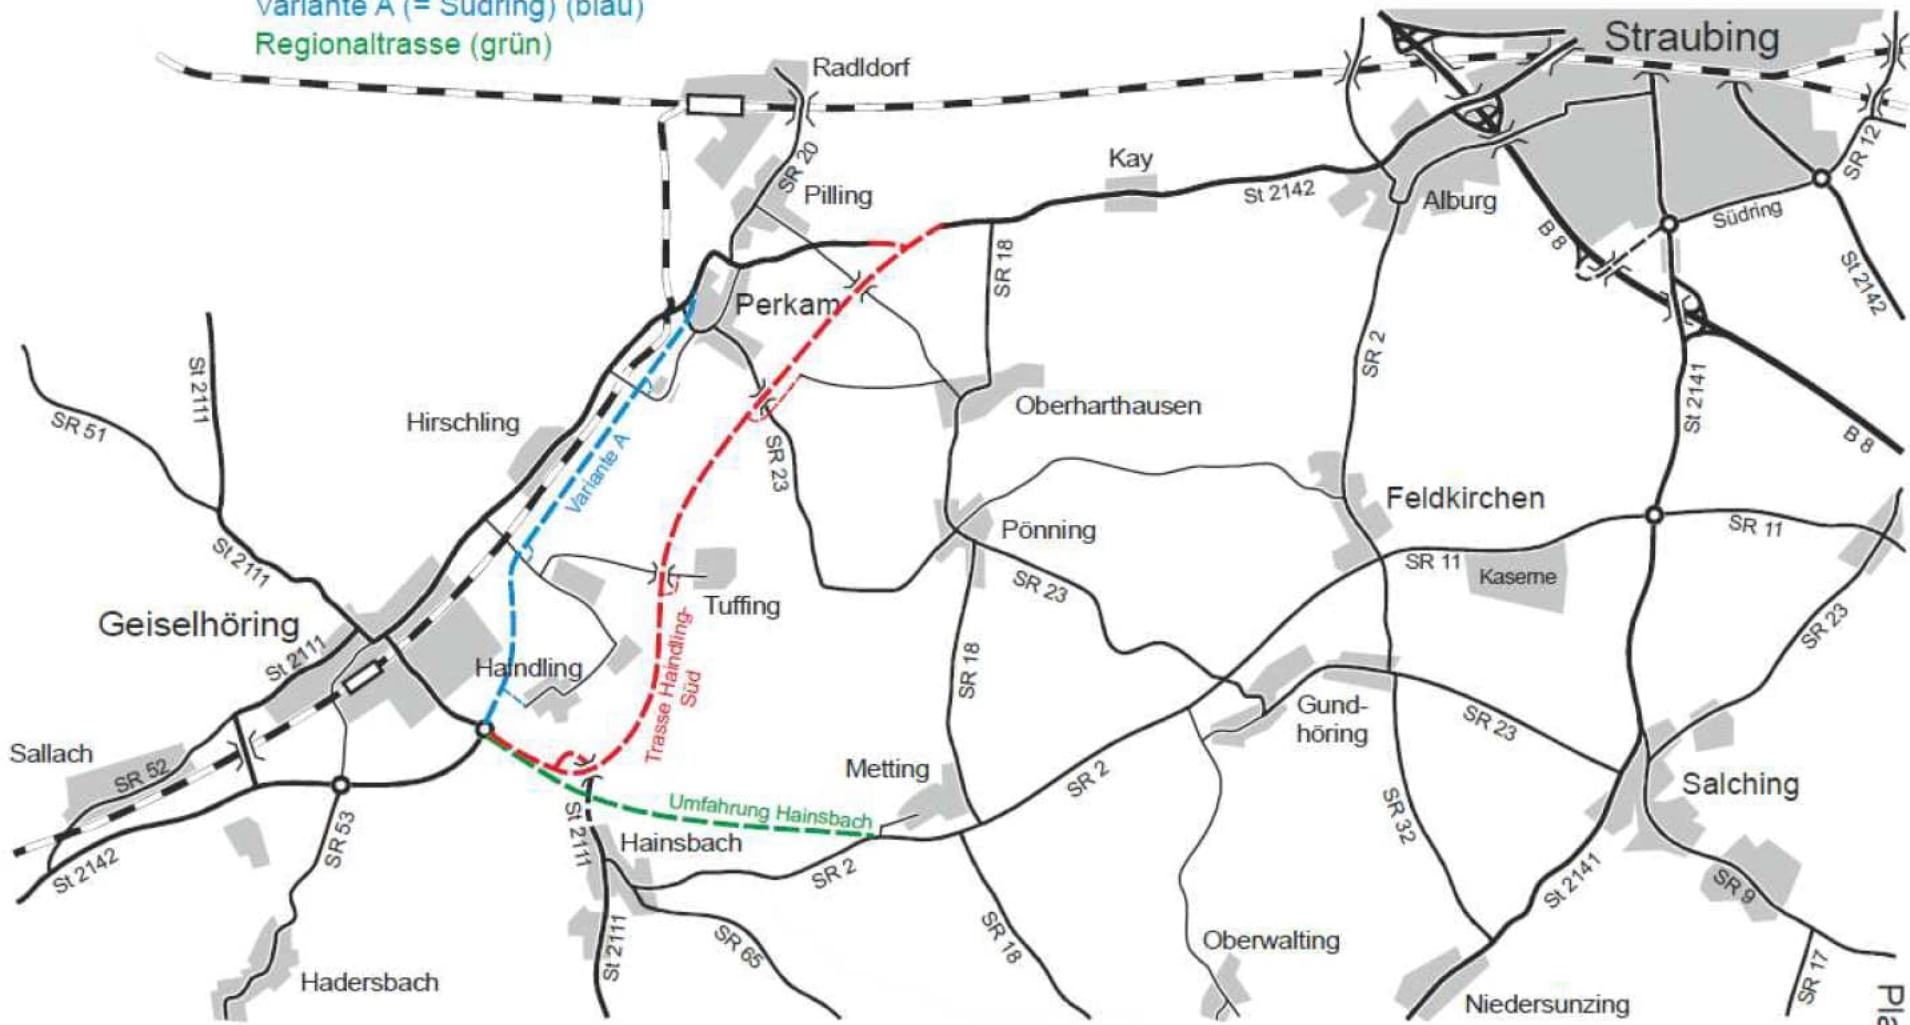 Variante A (= Südring) (blau)
Regionaltrasse (grün)
Straubing
Radldorf
SR 20
Pilling
Kay
St 2142
Alburg
B 8
Südring
SR 12
St 2142
SR 18
Perkam
SR 2
St 2141
B 8
St 2111
SR 51
Hirschling
Variante A
SR 23
Oberharthausen
Feldkirchen
Pönning
SR 11
SR 11
Kaserne
St 2111
SR 23
Geiselhöring
Tuffing
St 2111
Haindling
Trasse Haindling-
Süd
SR 18
SR 23
Gund-
höring
SR 23
Sallach
SR 52
Metting
SR 2
Salching
Umfahrung Hainsbach
St 2111
Hainsbach
SR 53
SR 32
St 2142
SR 2
St 2141
SR 9
St 2111
SR 65
SR 18
Oberwalting
Hadersbach
Niedersunzing
SR 17